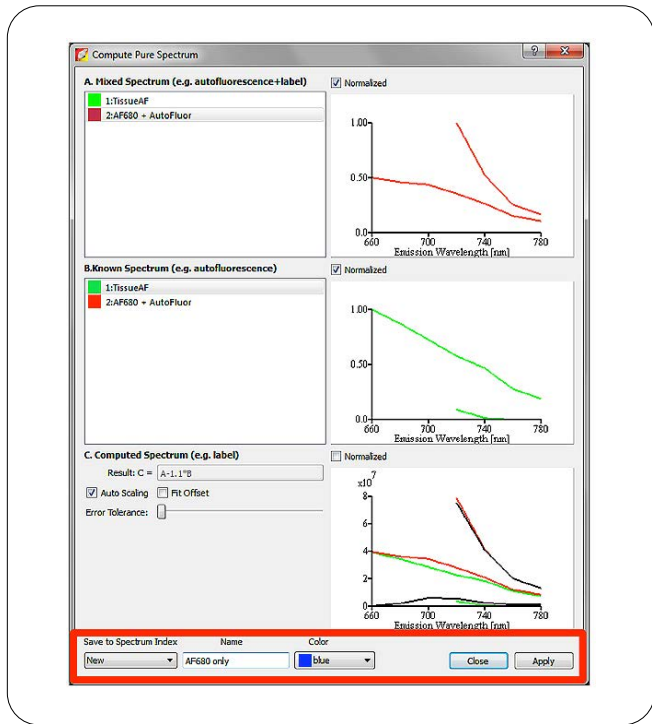 Compute Pure Spectrum
A. Mixed Spectrum (e.g. autofluorescence+label)
1:TissueAF
2:AF680 + AutoFluor
Normalized
1.00
0.50
0.0
660 700 740 780
Emission Wavelength [nm]
B.Known Spectrum (e.g. autofluorescence)
1:TissueAF
2:AF680 + AutoFluor
Normalized
1.00
0.50
0.0
660 700 740 780
Emission Wavelength [nm]
C. Computed Spectrum (e.g. label)
Result: C = A-1.1*B
Auto Scaling Fit Offset
Error Tolerance:
Normalized
x10^7
8
6
4
2
0
660 700 740 780
Emission Wavelength [nm]
Save to Spectrum Index Name Color
New AF680 only blue Close Apply